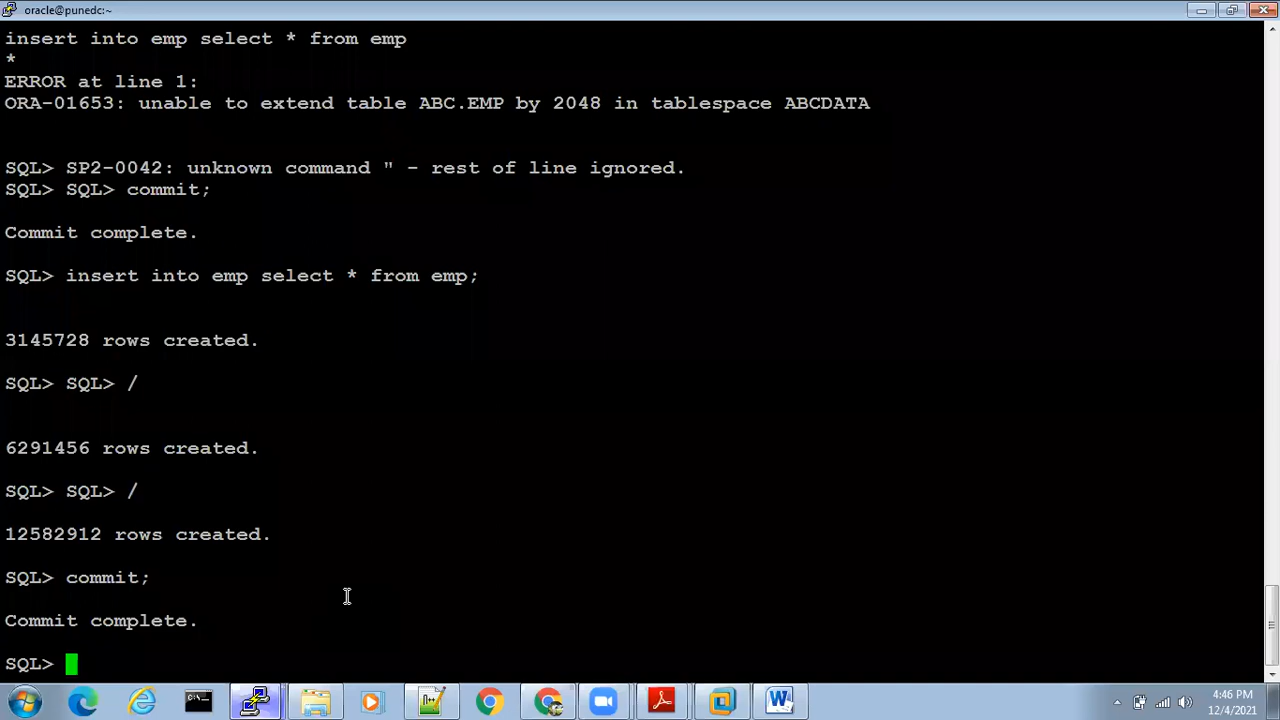 oracle@punedc:~
insert into emp select * from emp
*
ERROR at line 1:
ORA-01653: unable to extend table ABC.EMP by 2048 in tablespace ABCDATA
SQL> SP2-0042: unknown command " - rest of line ignored.
SQL> SQL> commit;
Commit complete.
SQL> insert into emp select * from emp;
3145728 rows created.
SQL> SQL> /
6291456 rows created.
SQL> SQL> /
12582912 rows created.
SQL> commit;
Commit complete.
SQL>
4:46 PM
12/4/2021